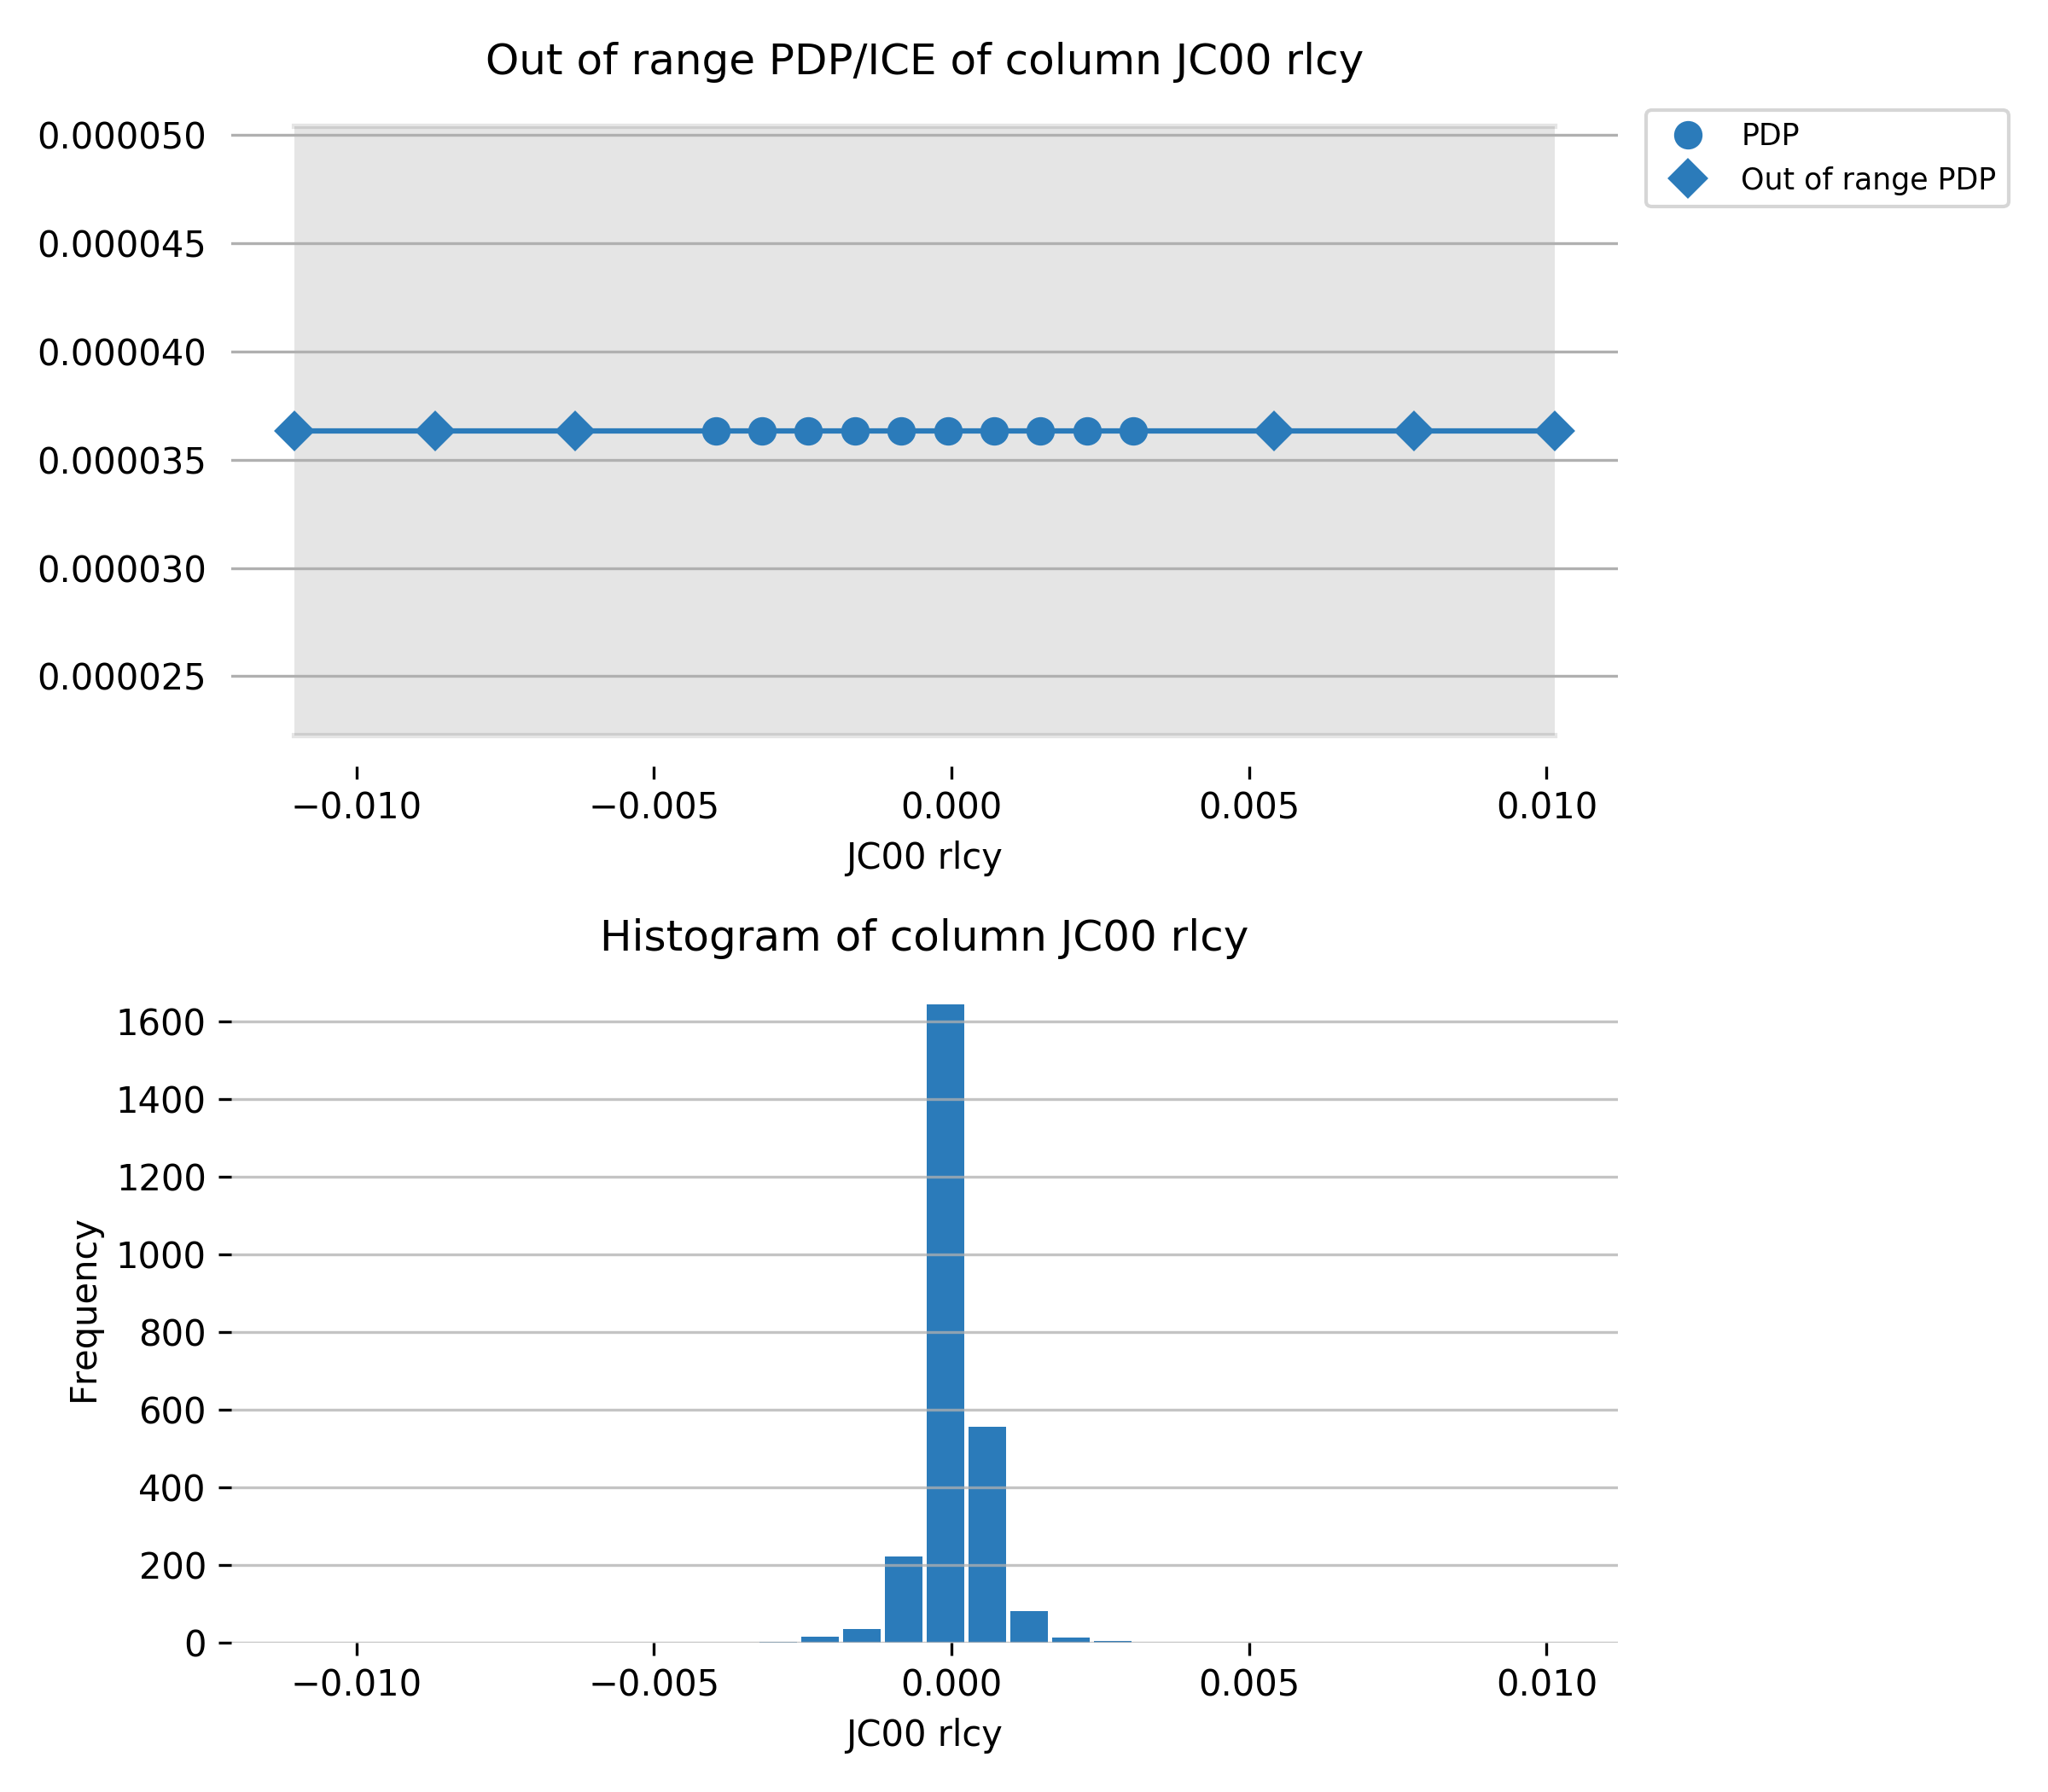 Out of range PDP/ICE of column JC00 rlcy
PDP
Out of range PDP
0.000050
0.000045
0.000040
0.000035
0.000030
0.000025
−0.010 −0.005 0.000 0.005 0.010
JC00 rlcy
Histogram of column JC00 rlcy
Frequency
1600
1400
1200
1000
800
600
400
200
0
−0.010 −0.005 0.000 0.005 0.010
JC00 rlcy